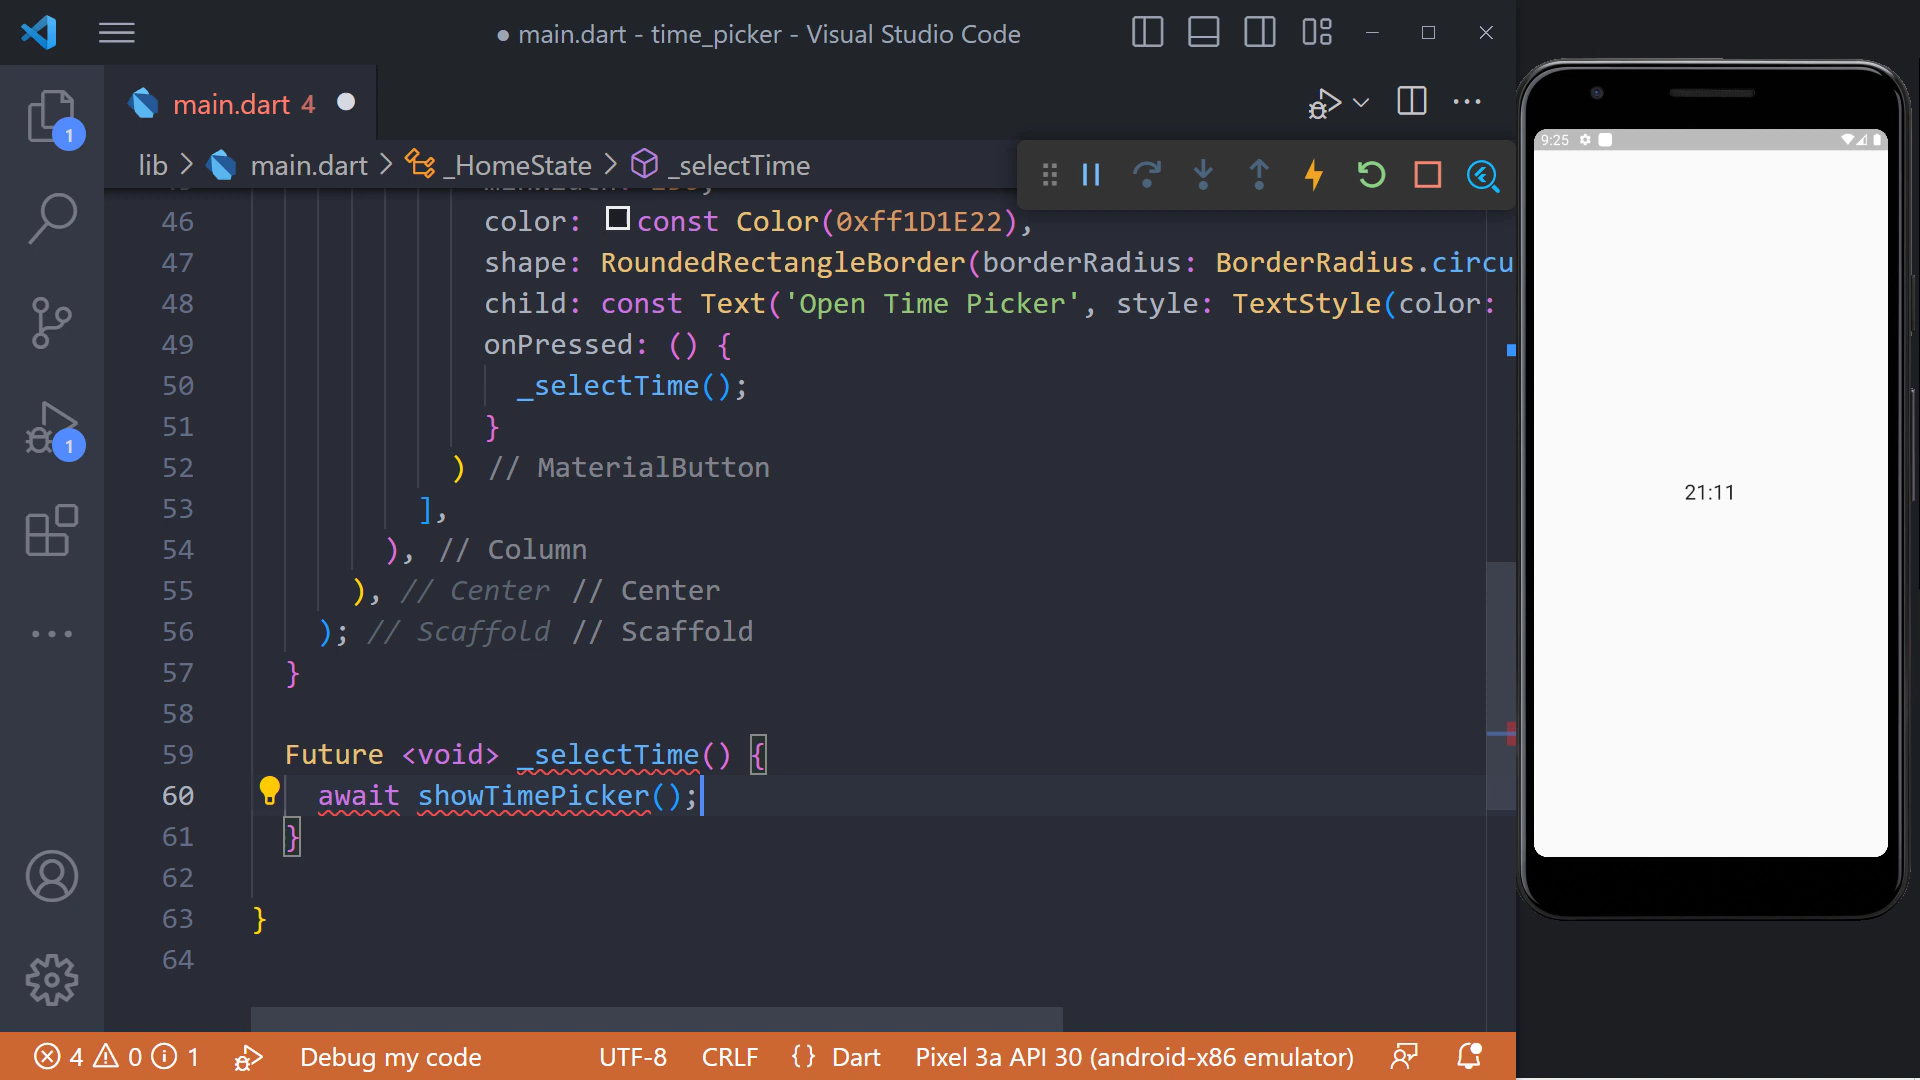 ● main.dart - time_picker - Visual Studio Code
main.dart 4 ●
lib > main.dart > _HomeState > _selectTime
46 color: const Color(0xff1D1E22),
47 shape: RoundedRectangleBorder(borderRadius: BorderRadius.circu
48 child: const Text('Open Time Picker', style: TextStyle(color:
49 onPressed: () {
50 _selectTime();
51 }
52 ) // MaterialButton
53 ],
54 ), // Column
55 ), // Center // Center
56 ); // Scaffold // Scaffold
57 }
58
59 Future <void> _selectTime() {
60 await showTimePicker();
61 }
62
63 }
64
1
1
4 0 1 Debug my code UTF-8 CRLF {} Dart Pixel 3a API 30 (android-x86 emulator)
9:25
21:11